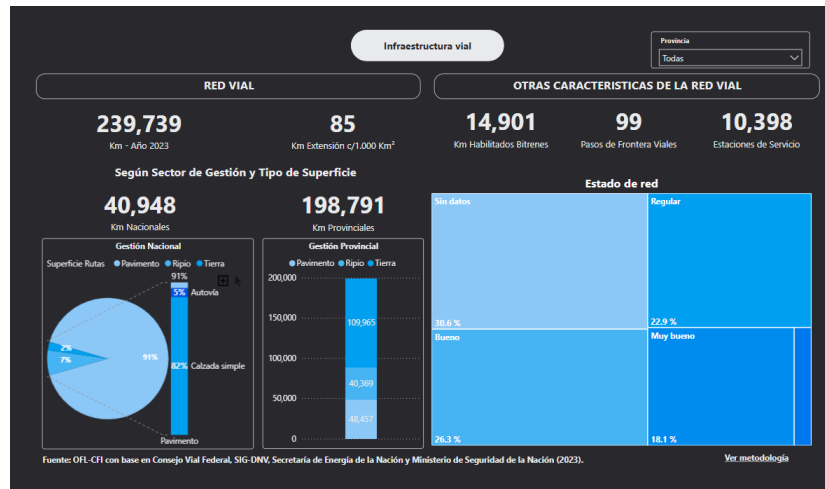 Infraestructura vial
Provincia
Todas
RED VIAL
OTRAS CARACTERISTICAS DE LA RED VIAL
239,739
Km - Año 2023
85
Km Extensión c/1.000 Km²
14,901
Km Habilitados Bitrenes
99
Pasos de Frontera Viales
10,398
Estaciones de Servicio
Según Sector de Gestión y Tipo de Superficie
40,948
Km Nacionales
198,791
Km Provinciales
Gestión Nacional
Superficie Rutas Pavimento Ripio Tierra
91%
5% Autovía
2%
7%
91%
82% Calzada simple
Pavimento
Gestión Provincial
Pavimento Ripio Tierra
200,000
150,000
100,000
50,000
0
109,965
40,369
48,457
Estado de red
Sin datos
30.6 %
Regular
22.9 %
Bueno
26.3 %
Muy bueno
18.1 %
Fuente: OFL-CFI con base en Consejo Vial Federal, SIG-DNV, Secretaría de Energía de la Nación y Ministerio de Seguridad de la Nación (2023).
Ver metodología